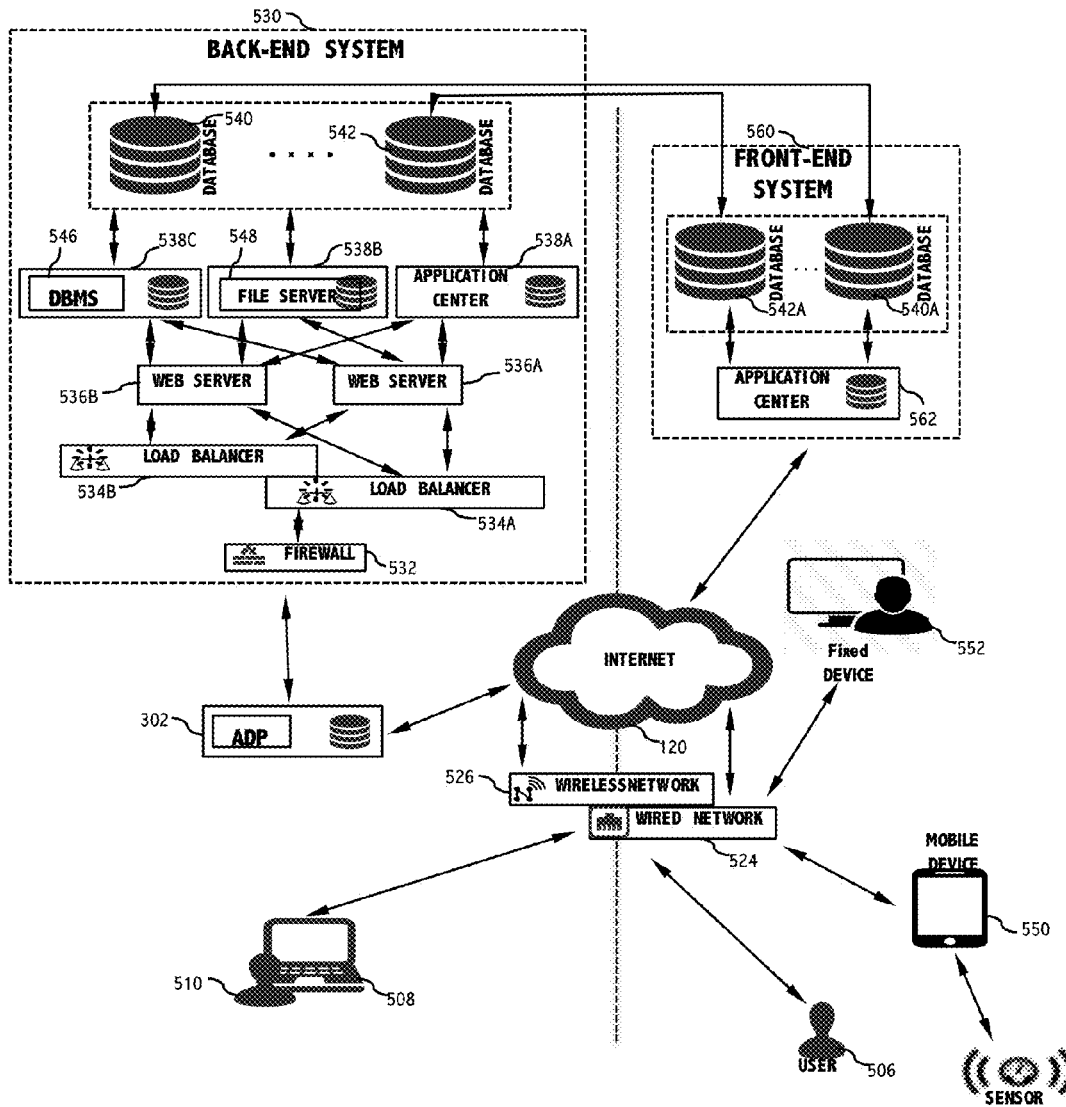 530
BACK-END SYSTEM
540
DATABASE
542
DATABASE
560
FRONT-END
SYSTEM
DATABASE
DATABASE
542A
540A
546
538C
548
538B
538A
DBMS
FILE SERVER
APPLICATION
CENTER
APPLICATION
CENTER
562
WEB SERVER
WEB SERVER
536A
536B
LOAD BALANCER
534B
LOAD BALANCER
534A
FIREWALL
532
INTERNET
120
Fixed
DEVICE
552
302
ADP
526
WIRELESSNETWORK
WIRED NETWORK
524
MOBILE
DEVICE
550
510
508
USER
506
SENSOR